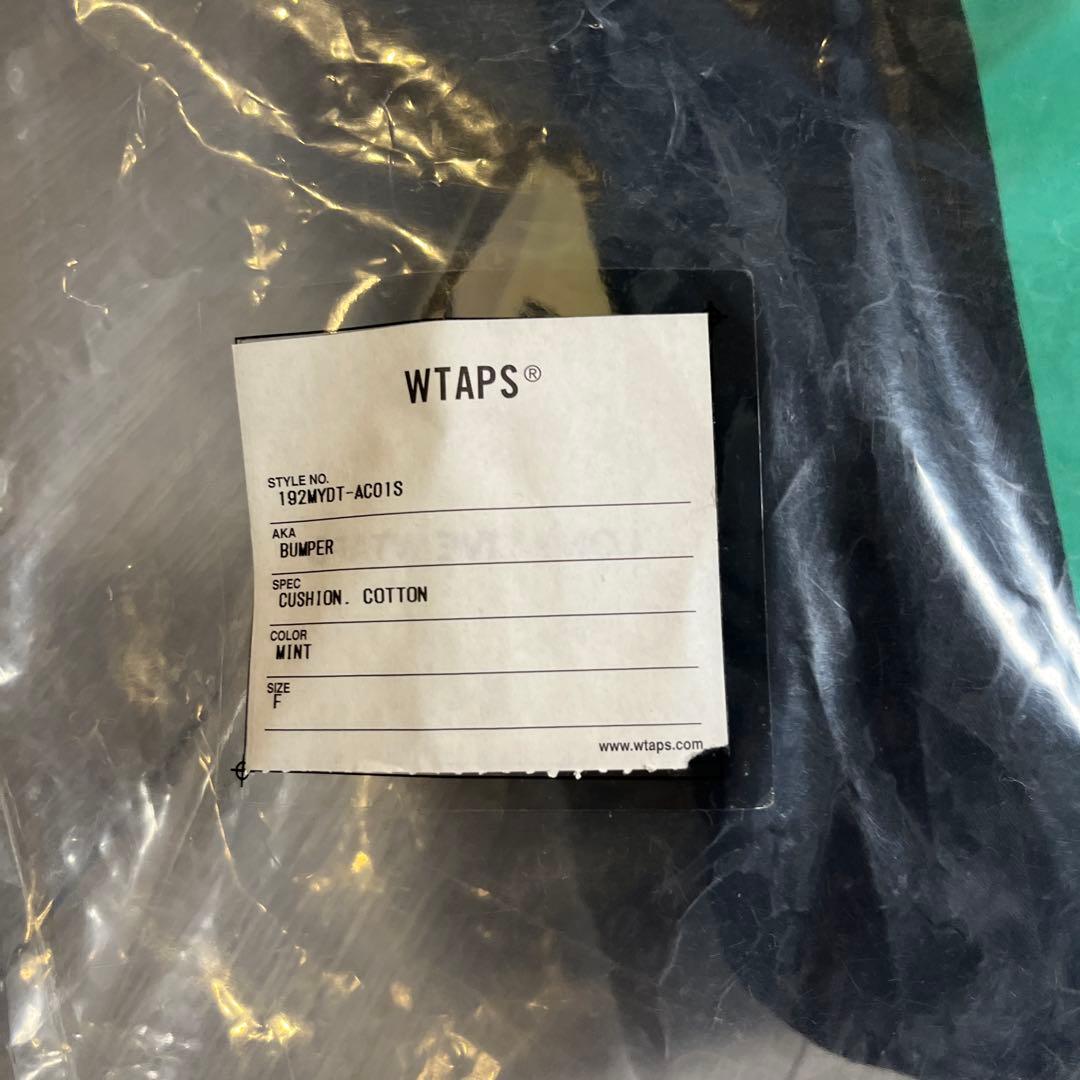 WTAPS®
STYLE NO.
192MYDT-AC01S
AKA
BUMPER
SPEC
CUSHION. COTTON
COLOR
MINT
SIZE
F
www.wtaps.com